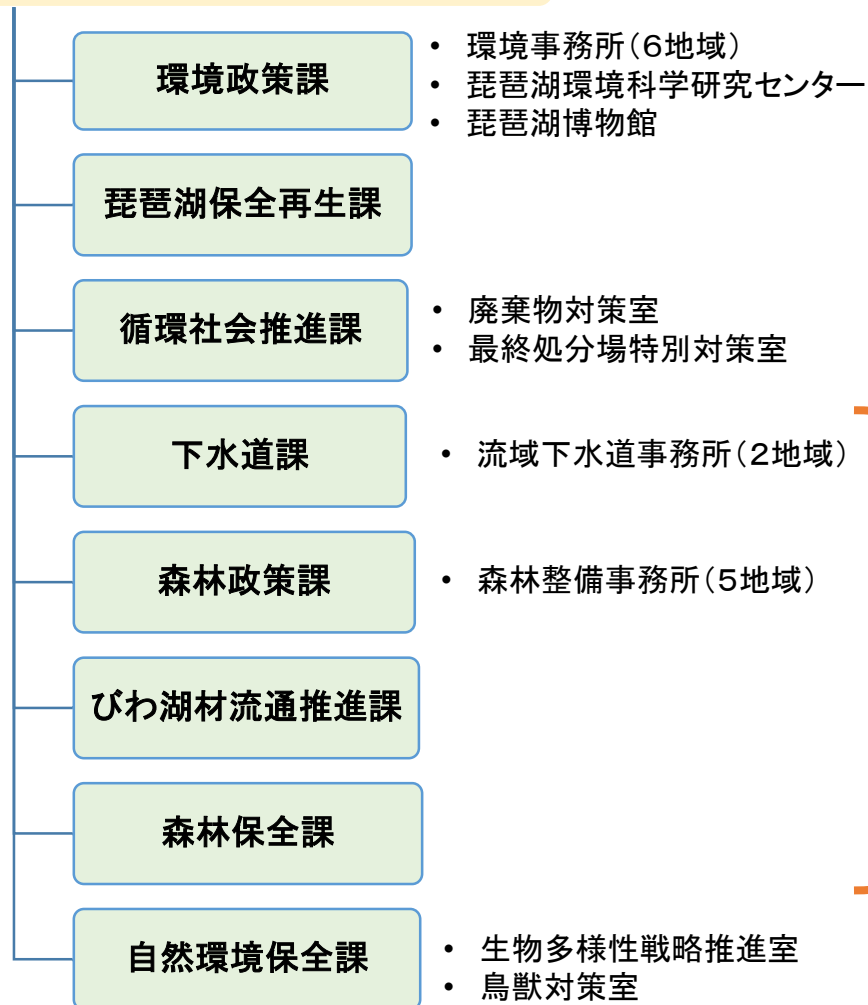 環境政策課
• 環境事務所（6地域）
• 琵琶湖環境科学研究センター
• 琵琶湖博物館
琵琶湖保全再生課
循環社会推進課
• 廃棄物対策室
• 最終処分場特別対策室
下水道課
• 流域下水道事務所（2地域）
森林政策課
• 森林整備事務所（5地域）
びわ湖材流通推進課
森林保全課
自然環境保全課
• 生物多様性戦略推進室
• 鳥獣対策室